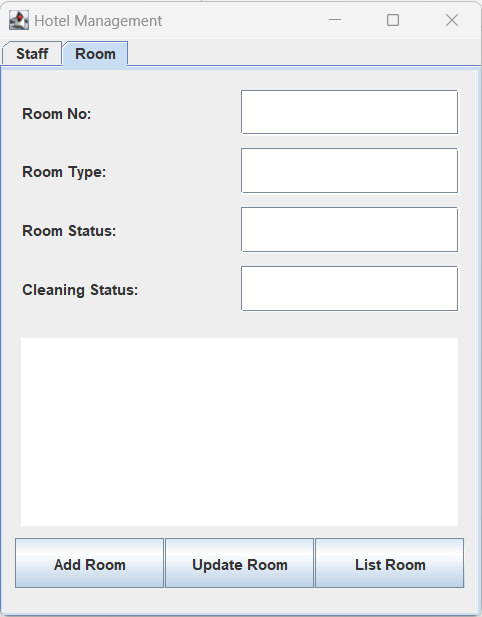 Hotel Management
Staff Room
Room No:
Room Type:
Room Status:
Cleaning Status:
Add Room Update Room List Room